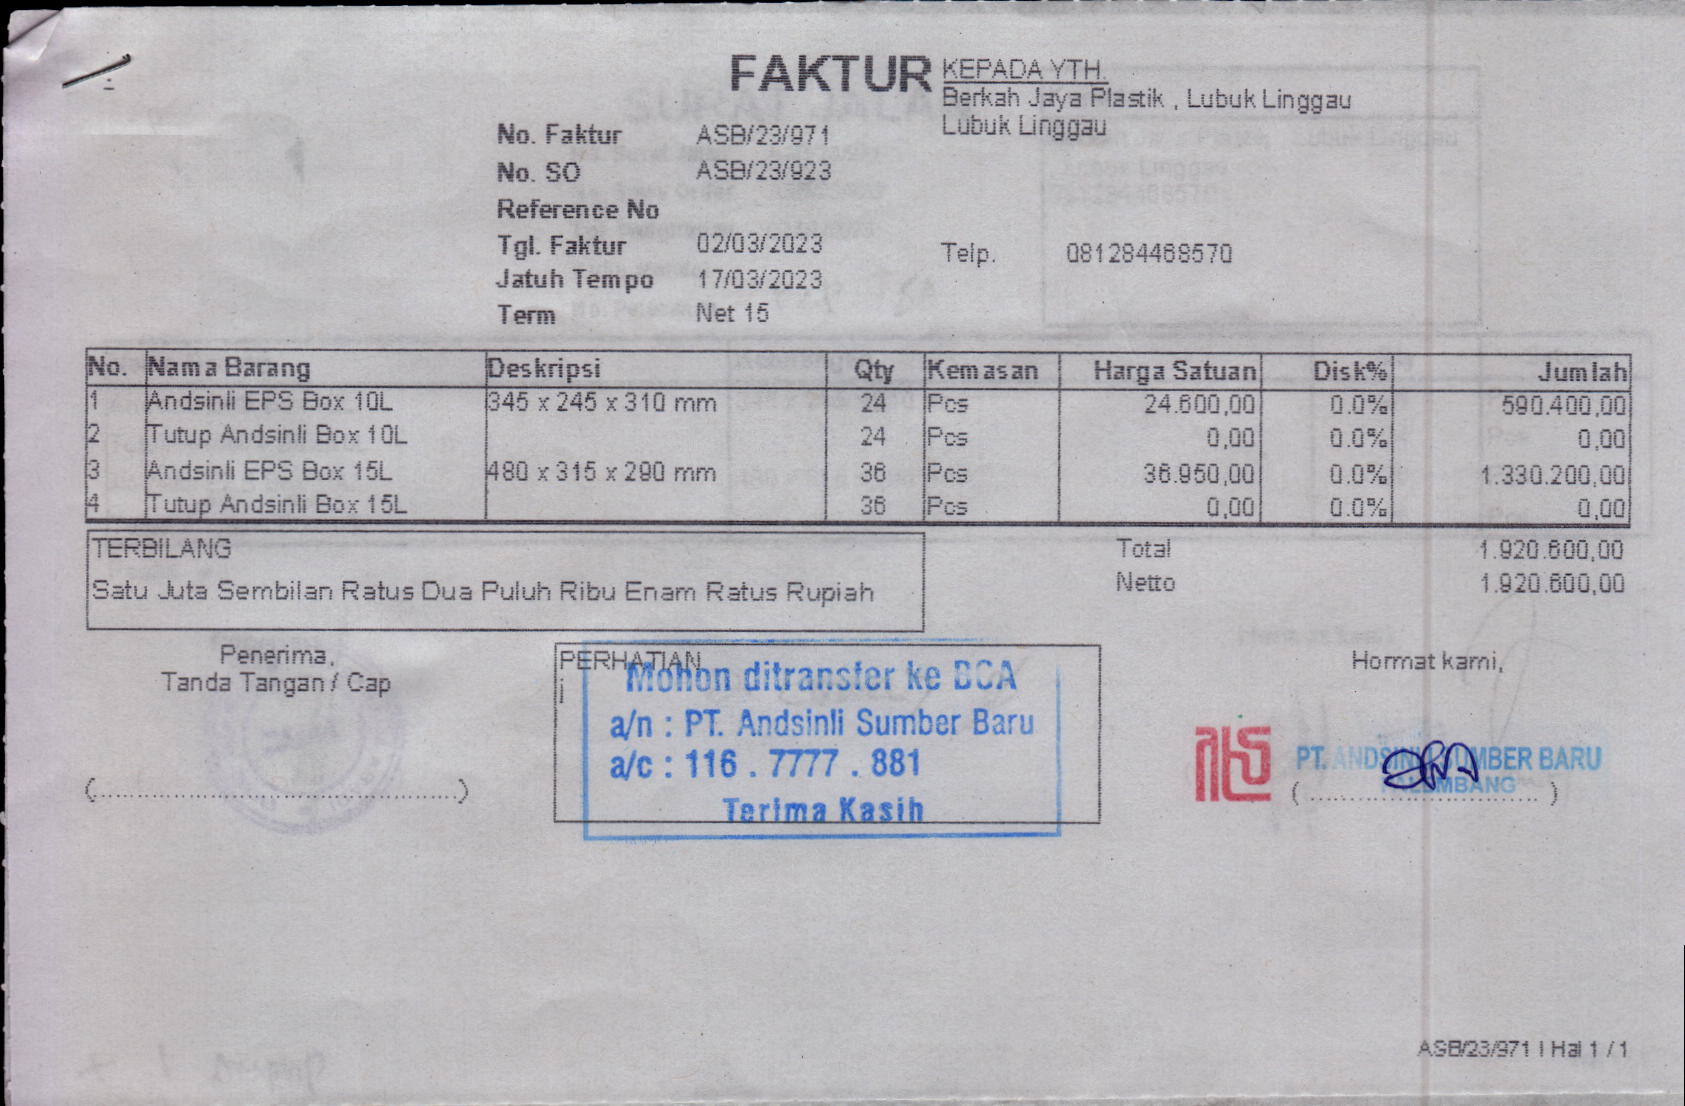 FAKTUR
KEPADA YTH.
Berkah Jaya Plastik , Lubuk Linggau
Lubuk Linggau
No. Faktur ASB/23/971
No. SO ASB/23/923
Reference No
Tgl. Faktur 02/03/2023
Telp. 081284468570
Jatuh Tempo 17/03/2023
Term Net 15
No. Nama Barang Deskripsi Qty Kemasan Harga Satuan Disk% Jumlah
1 Andsinli EPS Box 10L 345 x 245 x 310 mm 24 Pcs 24.600,00 0.0% 590.400,00
2 Tutup Andsinli Box 10L 24 Pcs 0,00 0.0% 0,00
3 Andsinli EPS Box 15L 480 x 315 x 290 mm 36 Pcs 36.950,00 0.0% 1.330.200,00
4 Tutup Andsinli Box 15L 36 Pcs 0,00 0.0% 0,00
TERBILANG
Satu Juta Sembilan Ratus Dua Puluh Ribu Enam Ratus Rupiah
Total 1.920.600,00
Netto 1.920.600,00
Penerima,
Tanda Tangan / Cap
(..........................................................)
PERHATIAN
i
Mohon ditransfer ke BCA
a/n : PT. Andsinli Sumber Baru
a/c : 116 . 7777 . 881
Terima Kasih
Hormat kami,
PT. ANDSINLI SUMBER BARU
PALEMBANG
( .................................... )
ASB/23/971 | Hal 1 / 1